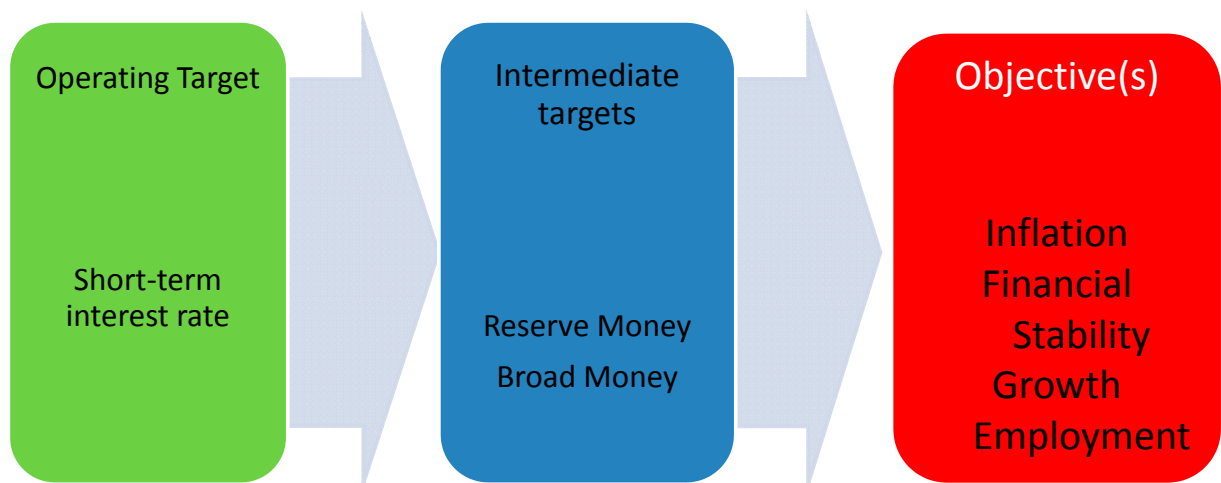 Operating Target
Short-term
interest rate
Intermediate
targets
Reserve Money
Broad Money
Objective(s)
Inflation
Financial
Stability
Growth
Employment